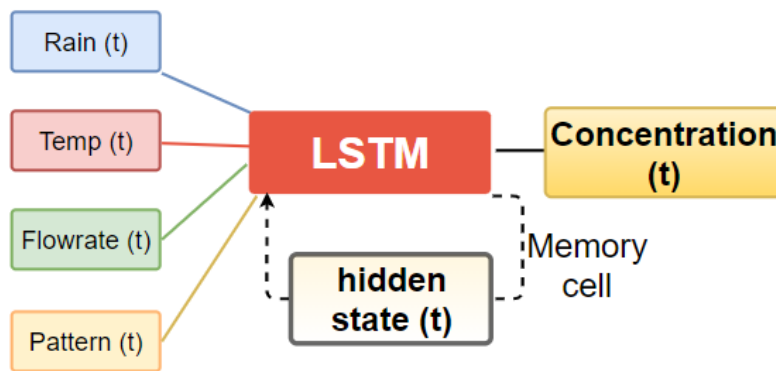 Rain (t)
Temp (t)
Flowrate (t)
Pattern (t)
LSTM
hidden
state (t)
Memory
cell
Concentration
(t)